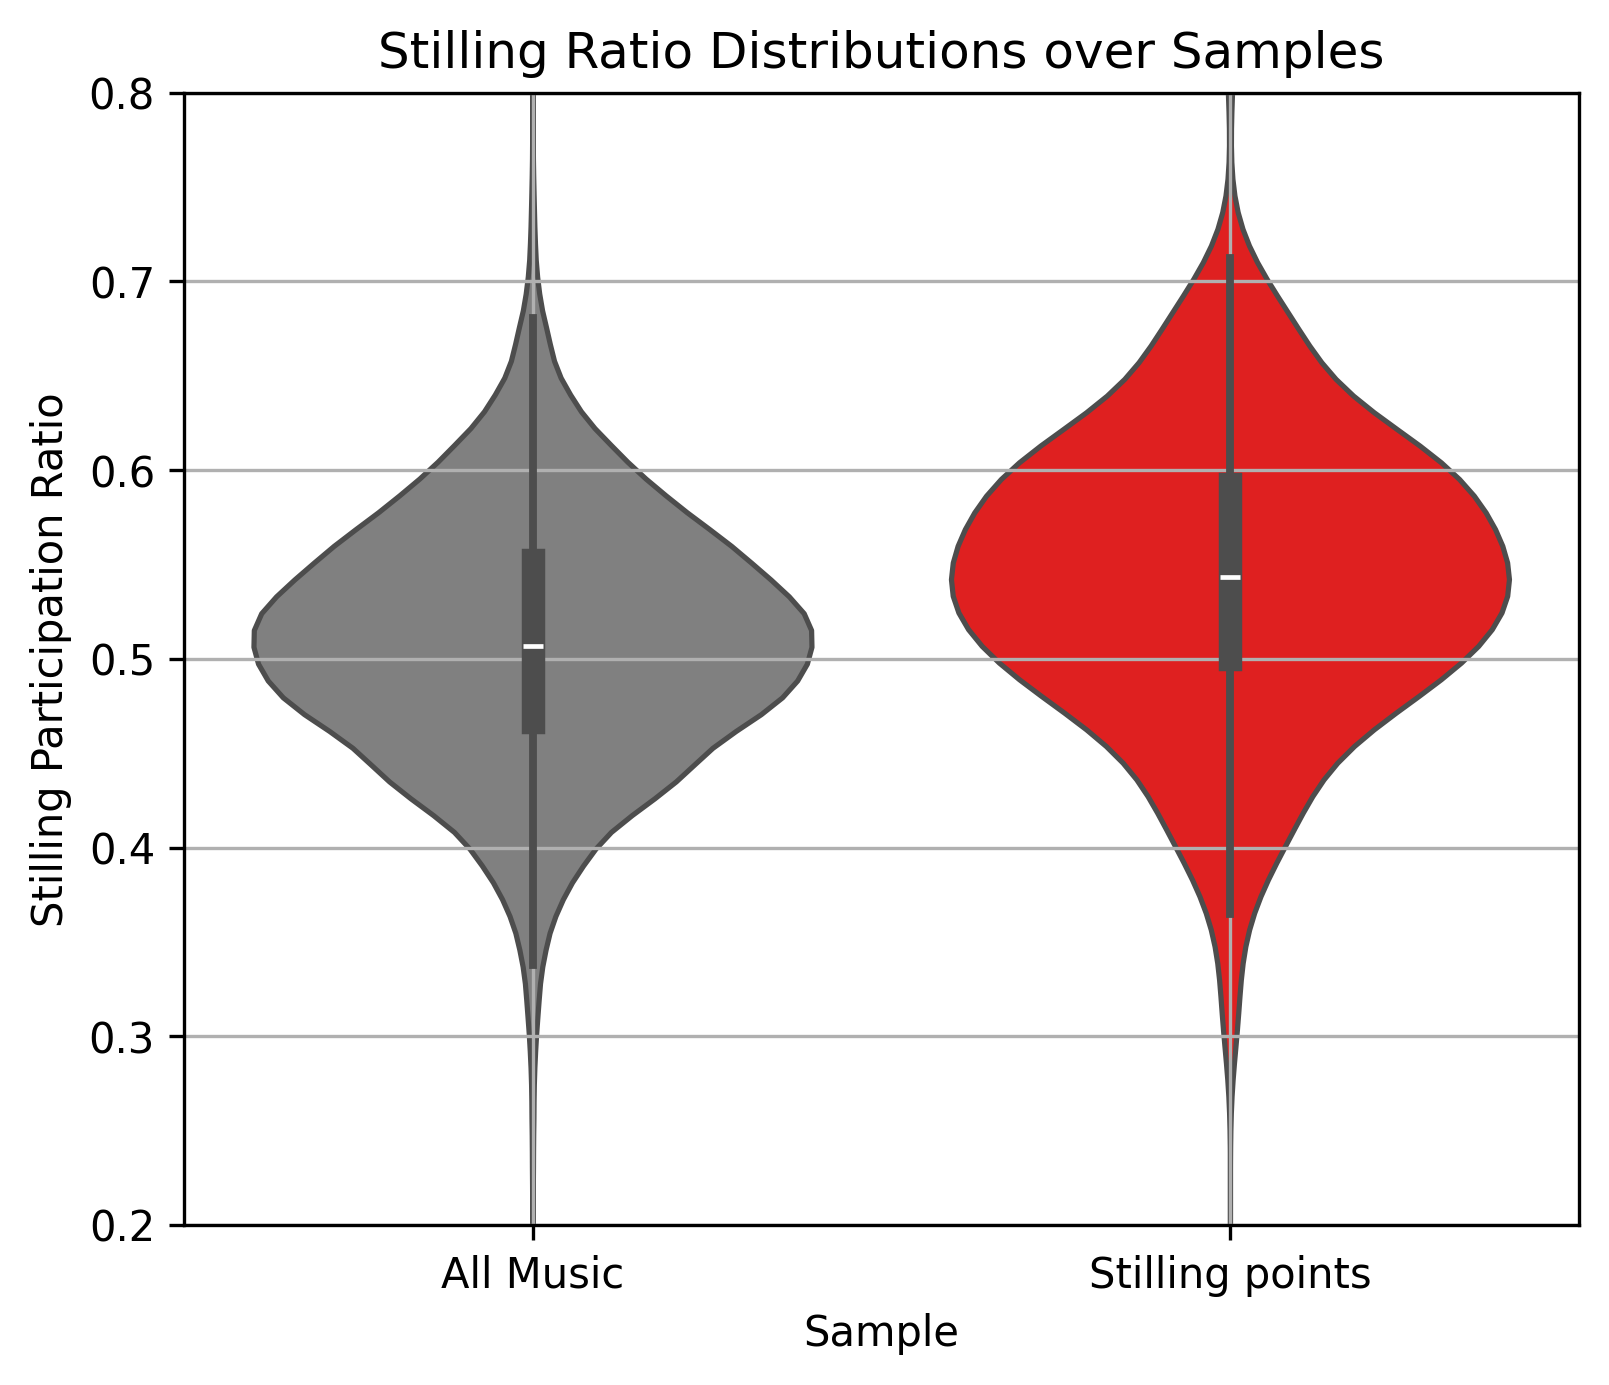 Stilling Ratio Distributions over Samples
Stilling Participation Ratio
0.8
0.7
0.6
0.5
0.4
0.3
0.2
All Music
Stilling points
Sample